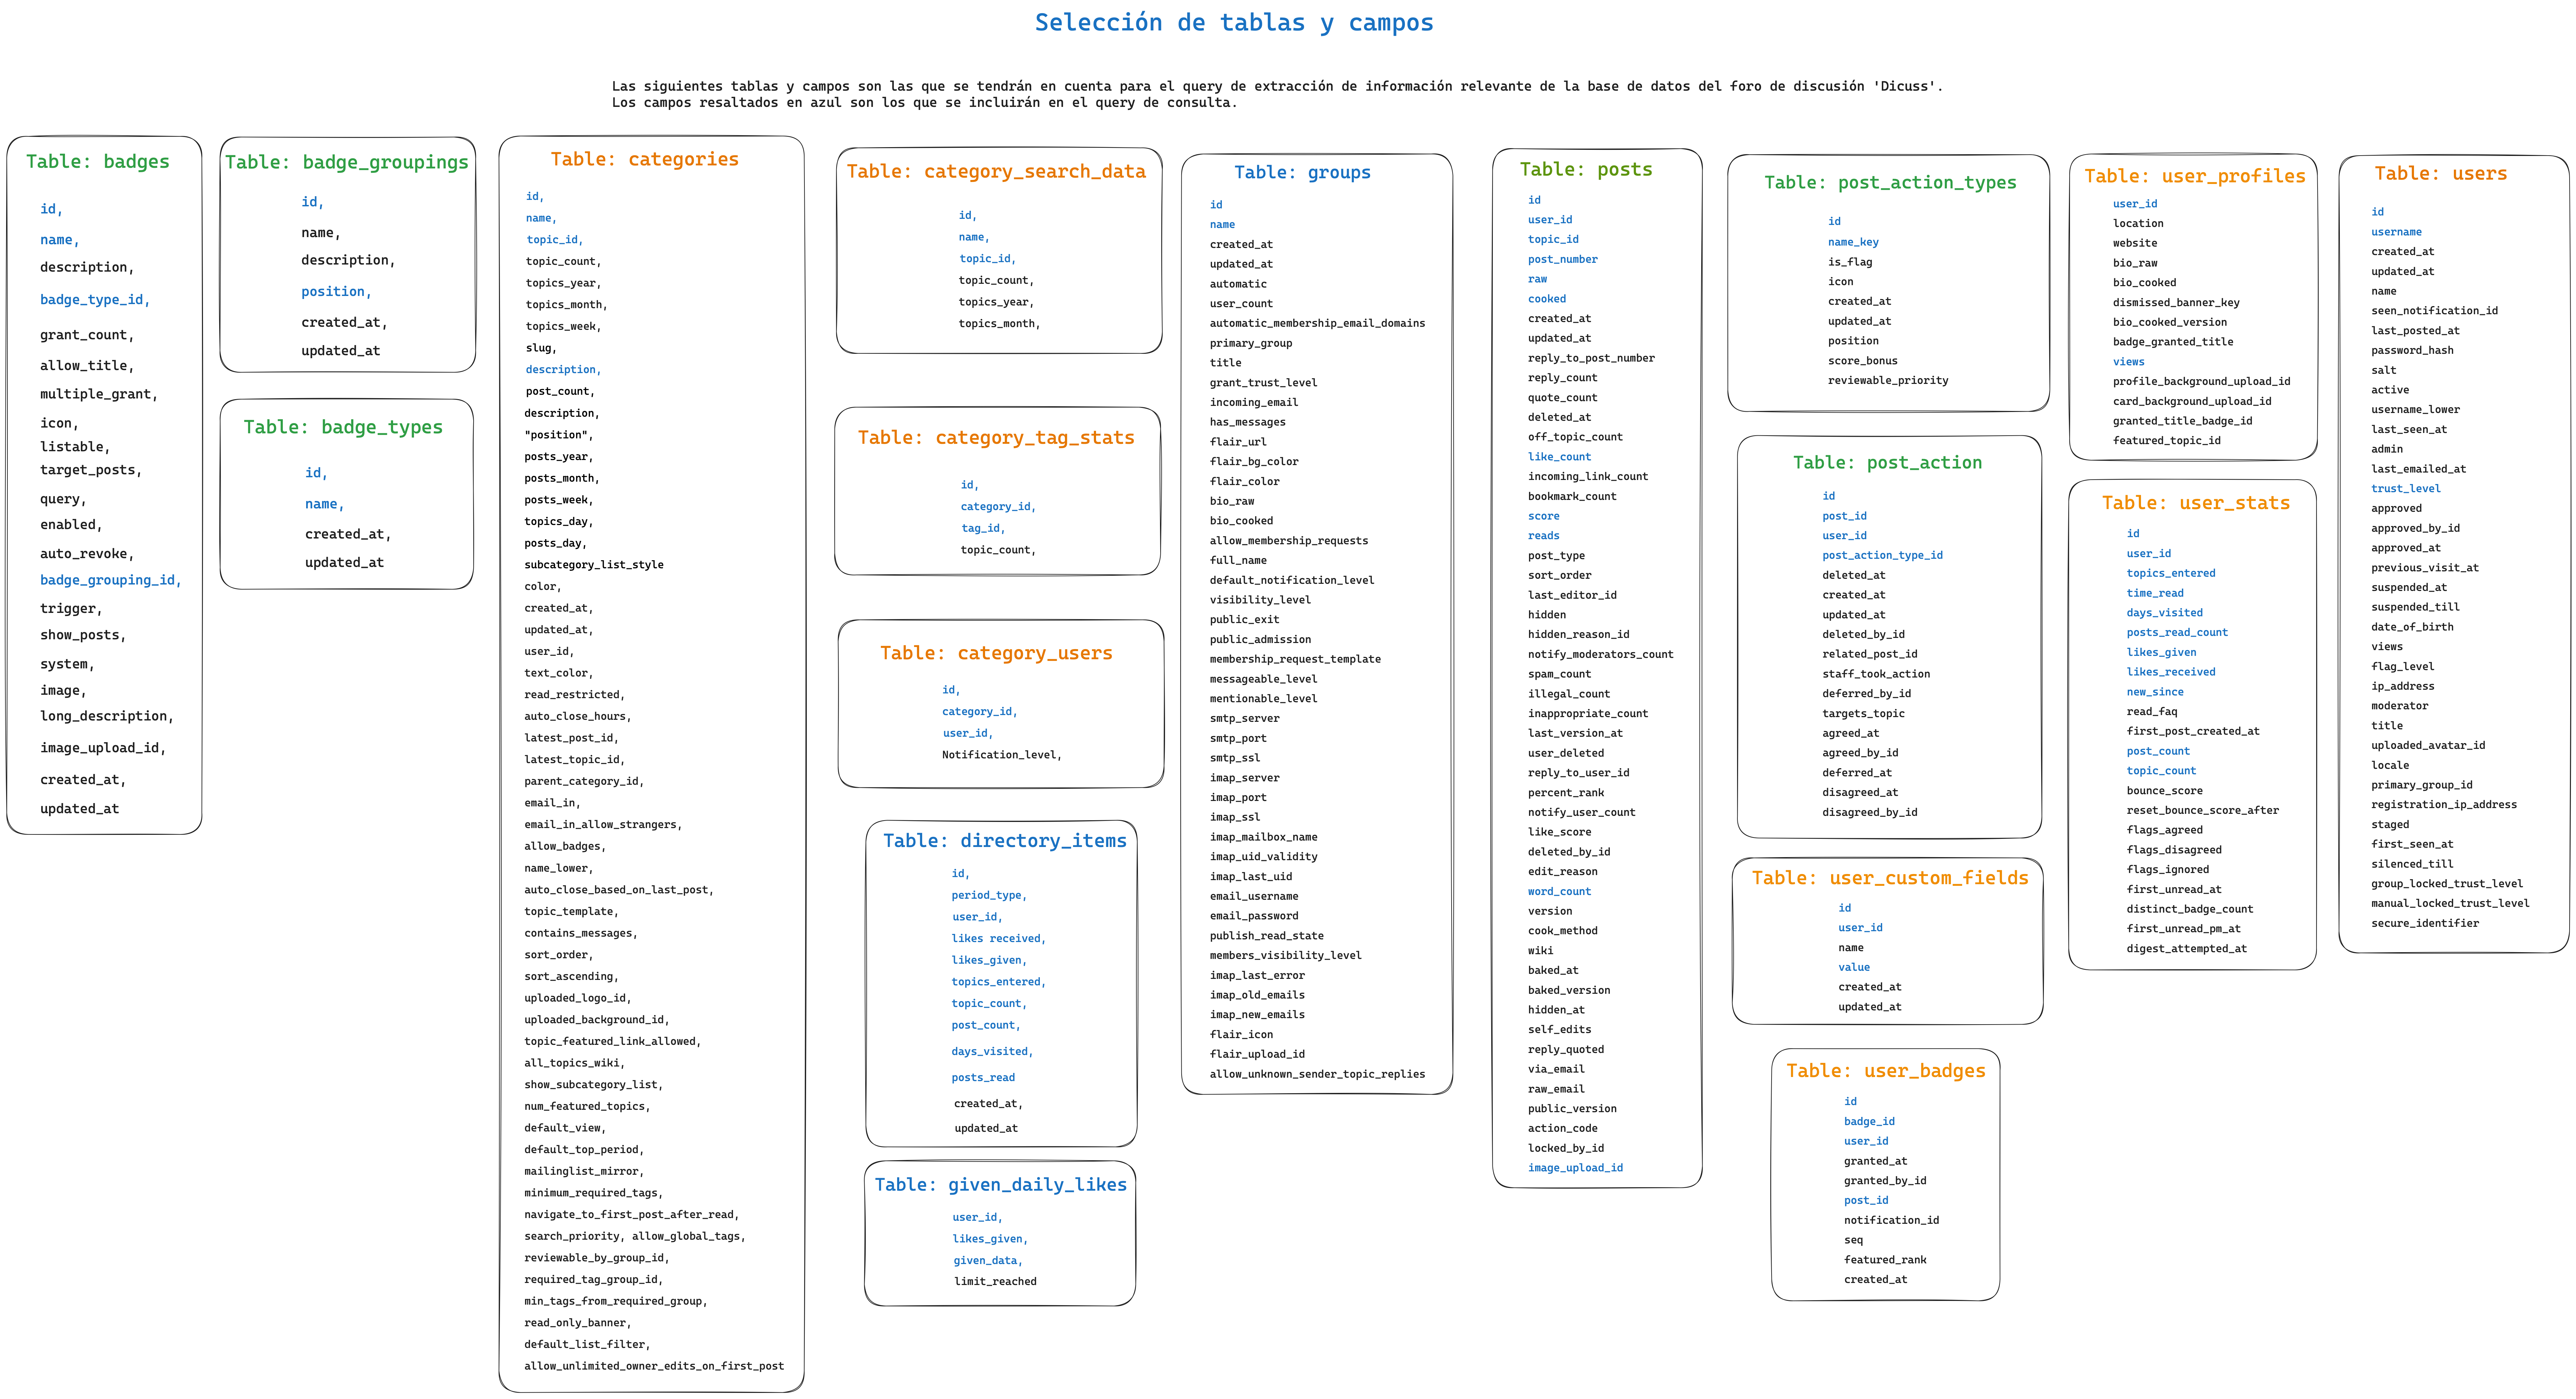 Selección de tablas y campos
Las siguientes tablas y campos son las que se tendrán en cuenta para el query de extracción de información relevante de la base de datos del foro de discusión 'Dicuss'.
Los campos resaltados en azul son los que se incluirán en el query de consulta.
Table: badges
id,
name,
description,
badge_type_id,
grant_count,
allow_title,
multiple_grant,
icon,
listable,
target_posts,
query,
enabled,
auto_revoke,
badge_grouping_id,
trigger,
show_posts,
system,
image,
long_description,
image_upload_id,
created_at,
updated_at
Table: badge_groupings
id,
name,
description,
position,
created_at,
updated_at
Table: badge_types
id,
name,
created_at,
updated_at
Table: categories
id,
name,
topic_id,
topic_count,
topics_year,
topics_month,
topics_week,
slug,
description,
post_count,
description,
"position",
posts_year,
posts_month,
posts_week,
topics_day,
posts_day,
subcategory_list_style
color,
created_at,
updated_at,
user_id,
text_color,
read_restricted,
auto_close_hours,
latest_post_id,
latest_topic_id,
parent_category_id,
email_in,
email_in_allow_strangers,
allow_badges,
name_lower,
auto_close_based_on_last_post,
topic_template,
contains_messages,
sort_order,
sort_ascending,
uploaded_logo_id,
uploaded_background_id,
topic_featured_link_allowed,
all_topics_wiki,
show_subcategory_list,
num_featured_topics,
default_view,
default_top_period,
mailinglist_mirror,
minimum_required_tags,
navigate_to_first_post_after_read,
search_priority, allow_global_tags,
reviewable_by_group_id,
required_tag_group_id,
min_tags_from_required_group,
read_only_banner,
default_list_filter,
allow_unlimited_owner_edits_on_first_post
Table: category_search_data
id,
name,
topic_id,
topic_count,
topics_year,
topics_month,
Table: category_tag_stats
id,
category_id,
tag_id,
topic_count,
Table: category_users
id,
category_id,
user_id,
Notification_level,
Table: directory_items
id,
period_type,
user_id,
likes received,
likes_given,
topics_entered,
topic_count,
post_count,
days_visited,
posts_read
created_at,
updated_at
Table: given_daily_likes
user_id,
likes_given,
given_data,
limit_reached
Table: groups
id
name
created_at
updated_at
automatic
user_count
automatic_membership_email_domains
primary_group
title
grant_trust_level
incoming_email
has_messages
flair_url
flair_bg_color
flair_color
bio_raw
bio_cooked
allow_membership_requests
full_name
default_notification_level
visibility_level
public_exit
public_admission
membership_request_template
messageable_level
mentionable_level
smtp_server
smtp_port
smtp_ssl
imap_server
imap_port
imap_ssl
imap_mailbox_name
imap_uid_validity
imap_last_uid
email_username
email_password
publish_read_state
members_visibility_level
imap_last_error
imap_old_emails
imap_new_emails
flair_icon
flair_upload_id
allow_unknown_sender_topic_replies
Table: posts
id
user_id
topic_id
post_number
raw
cooked
created_at
updated_at
reply_to_post_number
reply_count
quote_count
deleted_at
off_topic_count
like_count
incoming_link_count
bookmark_count
score
reads
post_type
sort_order
last_editor_id
hidden
hidden_reason_id
notify_moderators_count
spam_count
illegal_count
inappropriate_count
last_version_at
user_deleted
reply_to_user_id
percent_rank
notify_user_count
like_score
deleted_by_id
edit_reason
word_count
version
cook_method
wiki
baked_at
baked_version
hidden_at
self_edits
reply_quoted
via_email
raw_email
public_version
action_code
locked_by_id
image_upload_id
Table: post_action_types
id
name_key
is_flag
icon
created_at
updated_at
position
score_bonus
reviewable_priority
Table: post_action
id
post_id
user_id
post_action_type_id
deleted_at
created_at
updated_at
deleted_by_id
related_post_id
staff_took_action
deferred_by_id
targets_topic
agreed_at
agreed_by_id
deferred_at
disagreed_at
disagreed_by_id
Table: user_custom_fields
id
user_id
name
value
created_at
updated_at
Table: user_badges
id
badge_id
user_id
granted_at
granted_by_id
post_id
notification_id
seq
featured_rank
created_at
Table: user_profiles
user_id
location
website
bio_raw
bio_cooked
dismissed_banner_key
bio_cooked_version
badge_granted_title
views
profile_background_upload_id
card_background_upload_id
granted_title_badge_id
featured_topic_id
Table: user_stats
id
user_id
topics_entered
time_read
days_visited
posts_read_count
likes_given
likes_received
new_since
read_faq
first_post_created_at
post_count
topic_count
bounce_score
reset_bounce_score_after
flags_agreed
flags_disagreed
flags_ignored
first_unread_at
distinct_badge_count
first_unread_pm_at
digest_attempted_at
Table: users
id
username
created_at
updated_at
name
seen_notification_id
last_posted_at
password_hash
salt
active
username_lower
last_seen_at
admin
last_emailed_at
trust_level
approved
approved_by_id
approved_at
previous_visit_at
suspended_at
suspended_till
date_of_birth
views
flag_level
ip_address
moderator
title
uploaded_avatar_id
locale
primary_group_id
registration_ip_address
staged
first_seen_at
silenced_till
group_locked_trust_level
manual_locked_trust_level
secure_identifier